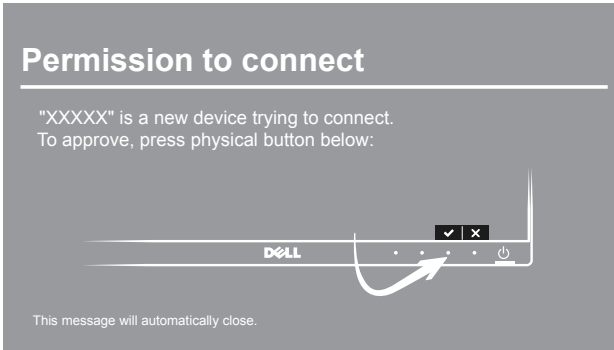 Permission to connect
"XXXXX" is a new device trying to connect.
To approve, press physical button below:
DELL
This message will automatically close.